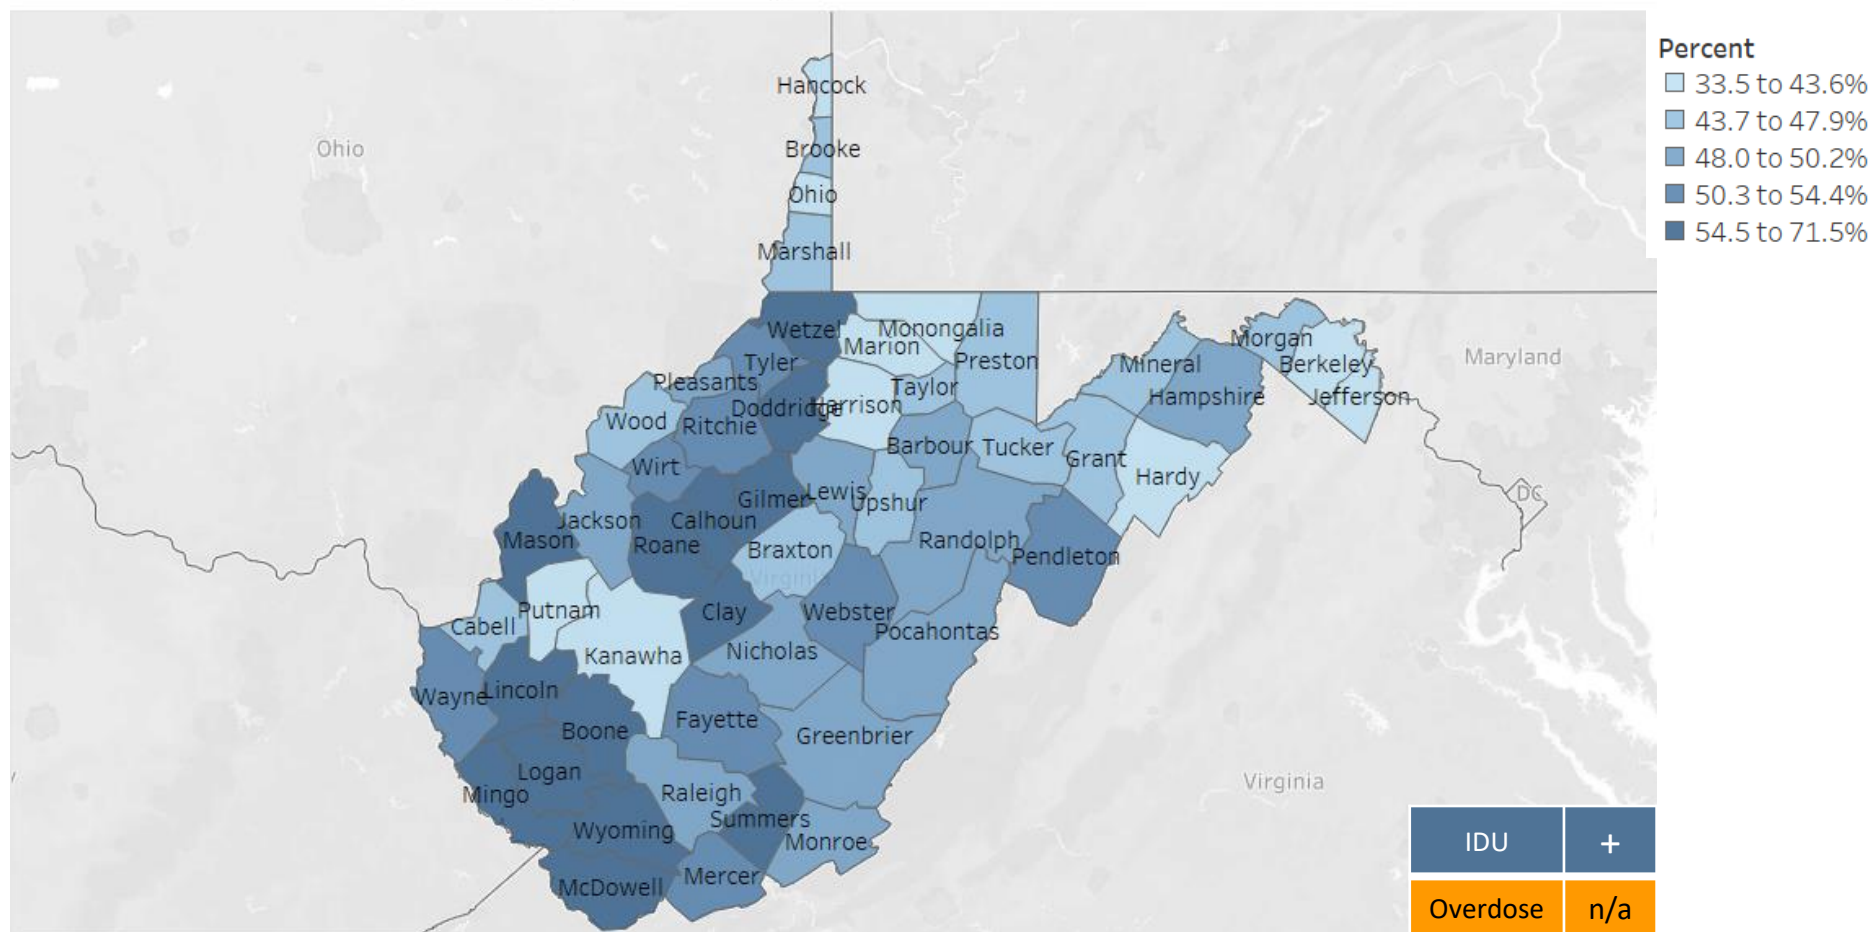 Percent
33.5 to 43.6%
43.7 to 47.9%
48.0 to 50.2%
50.3 to 54.4%
54.5 to 71.5%
Hancock
Ohio
Brooke
Ohio
Marshall
Wetzel
Monongalia
Marion
Morgan
Maryland
Tyler
Preston
Mineral
Berkeley
Pleasants
Taylor
Hampshire
Jefferson
Doddridge
Harrison
Wood
Ritchie
Barbour
Tucker
Grant
Wirt
Hardy
Gilmer
Lewis
Upshur
DC
Jackson
Calhoun
Mason
Roane
Braxton
Randolph
Pendleton
Virginia
Putnam
Clay
Webster
Cabell
Pocahontas
Kanawha
Nicholas
Wayne
Lincoln
Fayette
Boone
Greenbrier
Logan
Virginia
Mingo
Raleigh
Summers
Wyoming
Monroe
IDU +
Mercer
McDowell
Overdose n/a